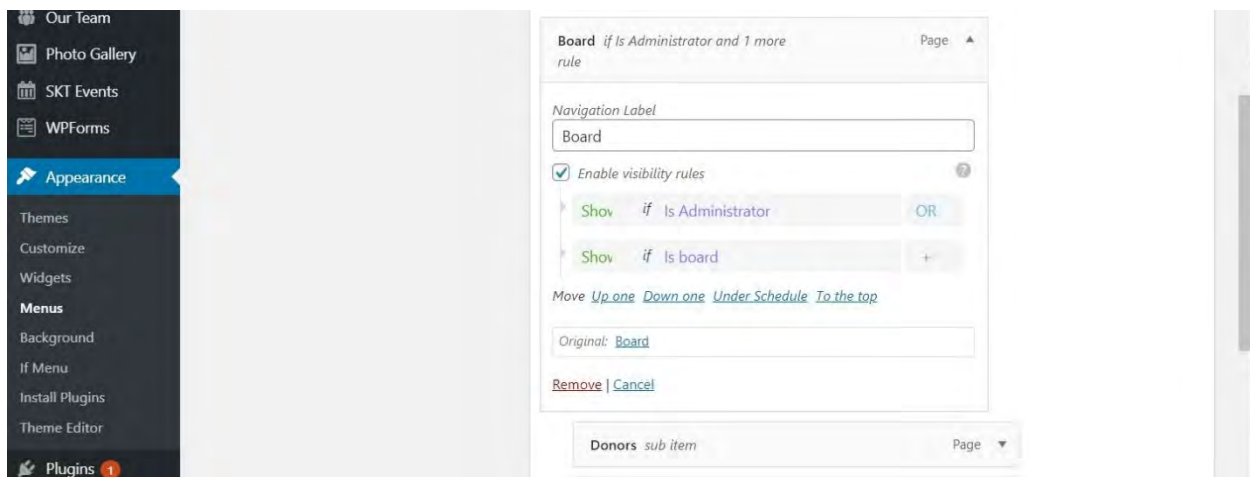 Our Team
Photo Gallery
SKT Events
WPForms
Appearance
Themes
Customize
Widgets
Menus
Background
If Menu
Install Plugins
Theme Editor
Plugins 1
Board if Is Administrator and 1 more Page
rule
Navigation Label
Board
Enable visibility rules ?
Show if Is Administrator OR
Show if Is board +
Move Up one Down one Under Schedule To the top
Original: Board
Remove | Cancel
Donors sub item Page